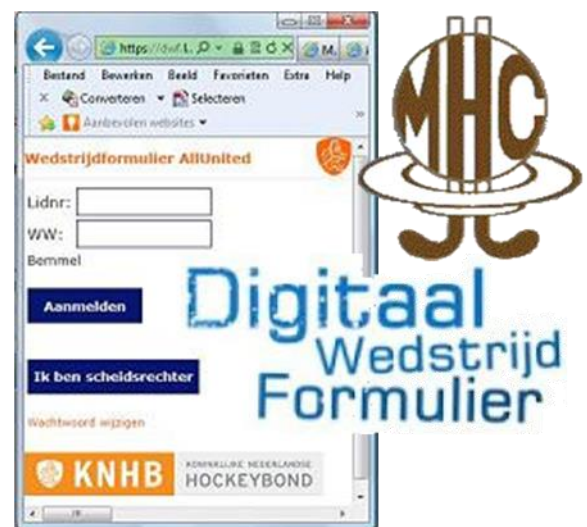 https://dwf.l.
M.
Bestand Bewerken Beeld Favorieten Extra Help
x Converteren Selecteren
Aanbevolen websites
»
Wedstrijdformulier AllUnited
Lidnr:
WW:
Bemmel
Aanmelden
Ik ben scheidsrechter
Wachtwoord wijzigen
KNHB KONINKLIJKE NEDERLANDSE
HOCKEYBOND
MHC
Digitaal
Wedstrijd
Formulier